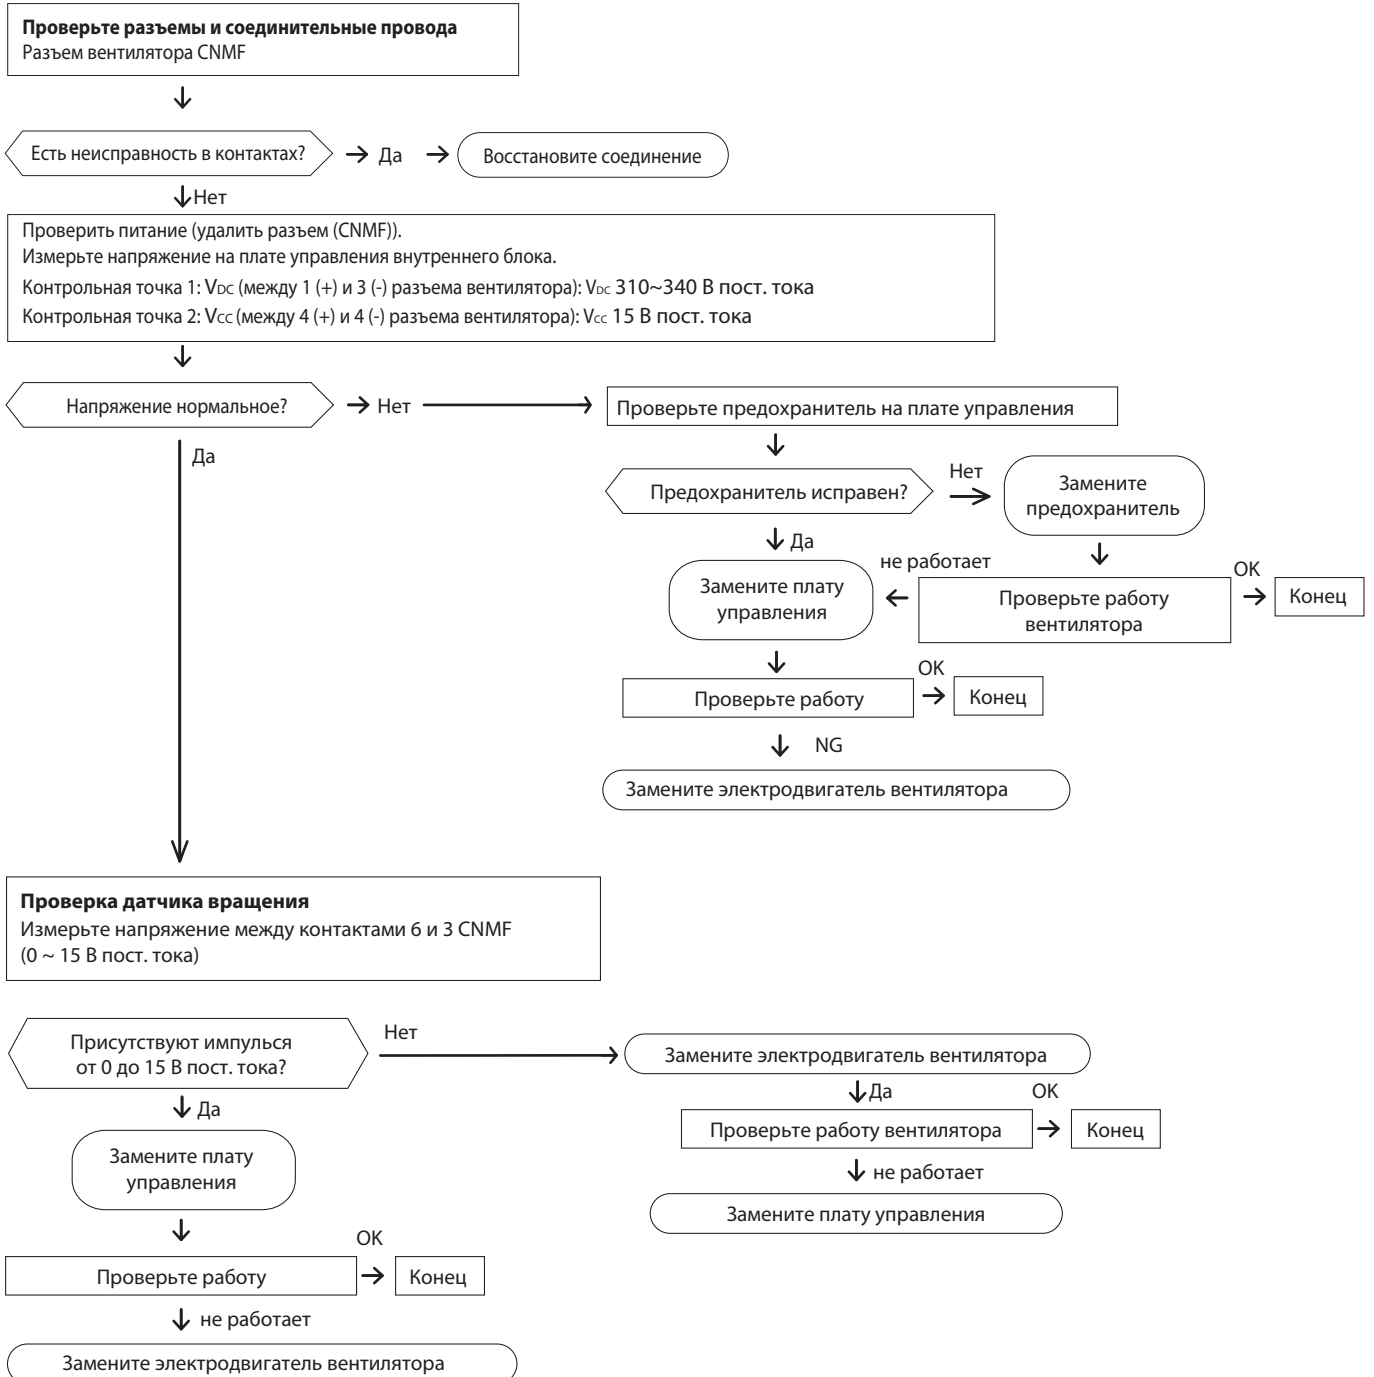 Проверьте разъемы и соединительные провода
Разъем вентилятора CNMF
Есть неисправность в контактах?
Да
Восстановите соединение
Нет
Проверить питание (удалить разъем (CNMF)).
Измерьте напряжение на плате управления внутреннего блока.
Контрольная точка 1: VDC (между 1 (+) и 3 (-) разъема вентилятора): VDC 310~340 В пост. тока
Контрольная точка 2: Vcc (между 4 (+) и 4 (-) разъема вентилятора): Vcc 15 В пост. тока
Напряжение нормальное?
Нет
Проверьте предохранитель на плате управления
Да
Предохранитель исправен?
Нет
Замените
предохранитель
Да
не работает
Замените плату
управления
Проверьте работу
вентилятора
OK
Конец
Проверьте работу
OK
Конец
NG
Замените электродвигатель вентилятора
Проверка датчика вращения
Измерьте напряжение между контактами 6 и 3 CNMF
(0 ~ 15 В пост. тока)
Присутствуют импулься
от 0 до 15 В пост. тока?
Нет
Замените электродвигатель вентилятора
Да
Да
OK
Проверьте работу вентилятора
Конец
Замените плату
управления
не работает
Замените плату управления
OK
Проверьте работу
Конец
не работает
Замените электродвигатель вентилятора